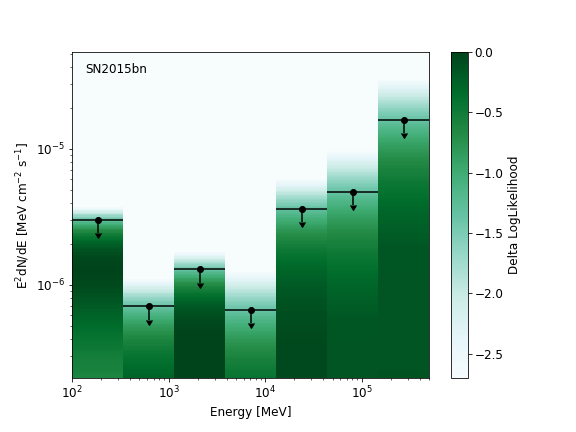 SN2015bn
E²dN/dE [MeV cm⁻² s⁻¹]
10⁻⁵
10⁻⁶
10² 10³ 10⁴ 10⁵
Energy [MeV]
0.0
−0.5
−1.0
−1.5
−2.0
−2.5
Delta LogLikelihood